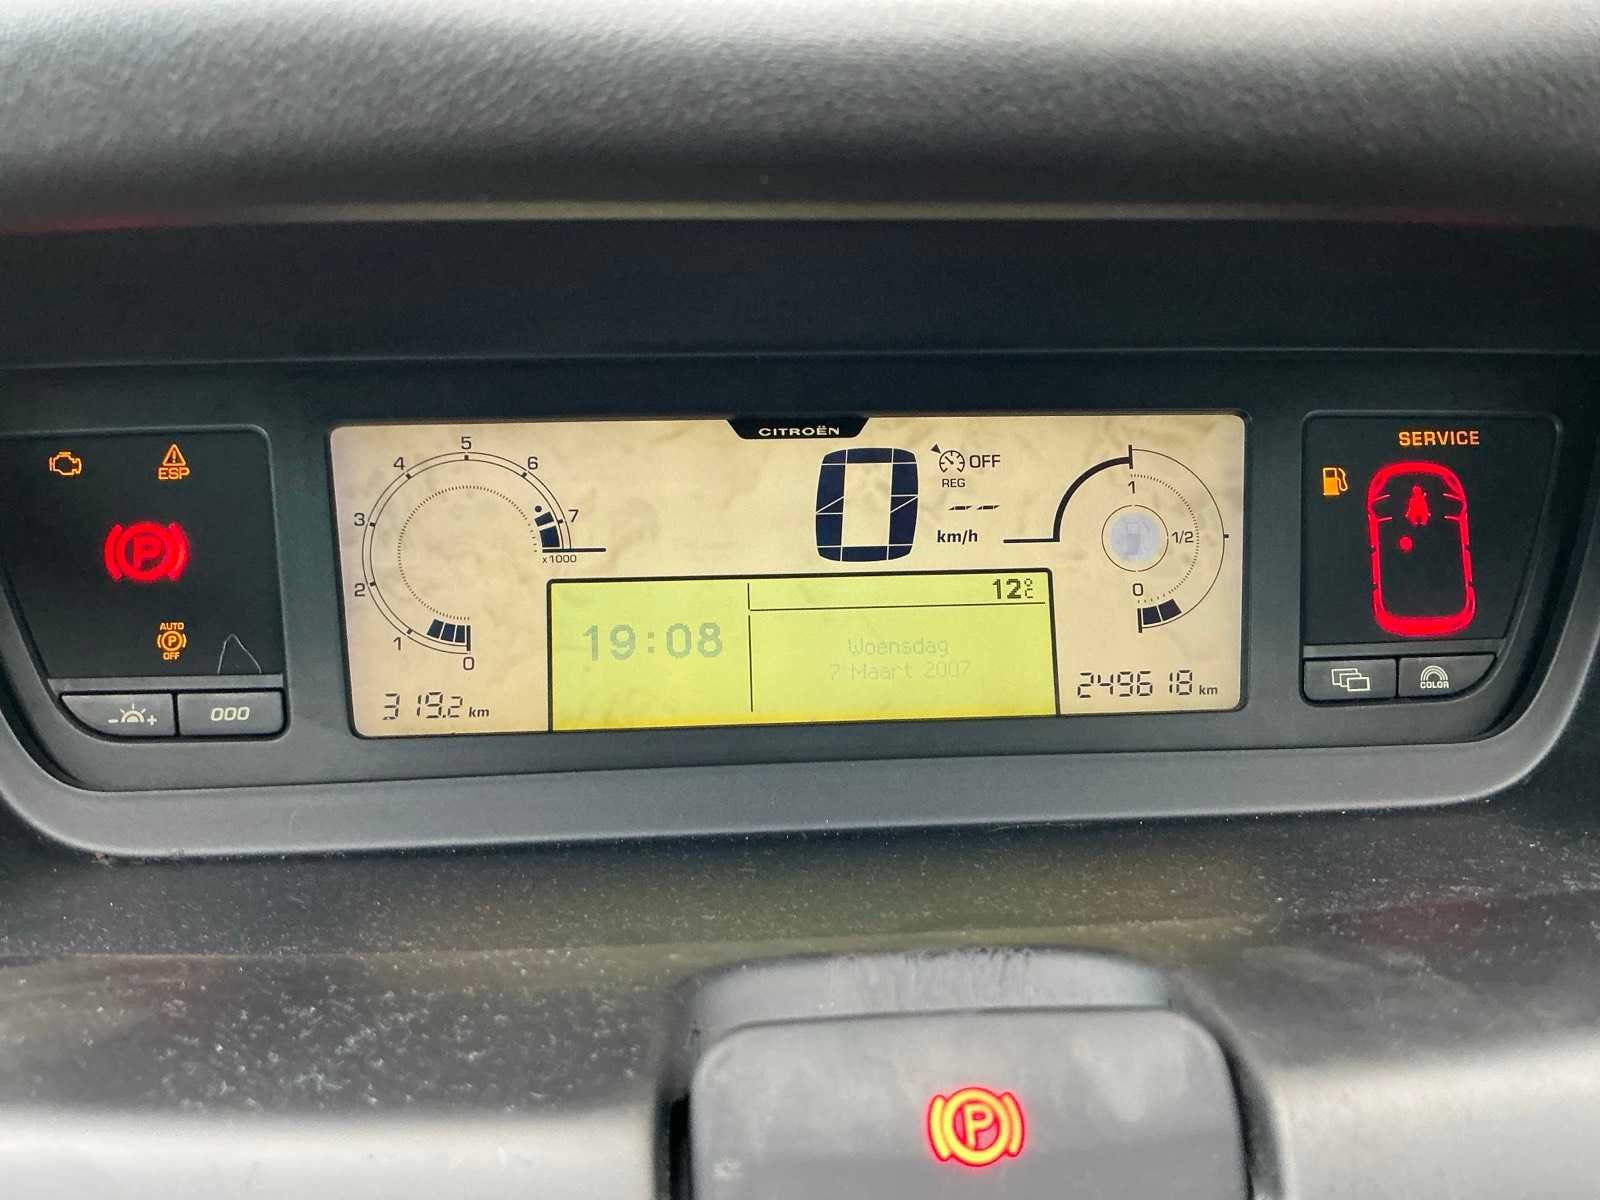 CITROËN
5
4
6
3
7
2
x1000
1
0
319.2 km
ESP
P
AUTO
P
OFF
000
- +
0
OFF
REG
km/h
12°C
19:08
Woensdag
7 Maart 2007
1
1/2
0
249618 km
SERVICE
COLOR
P